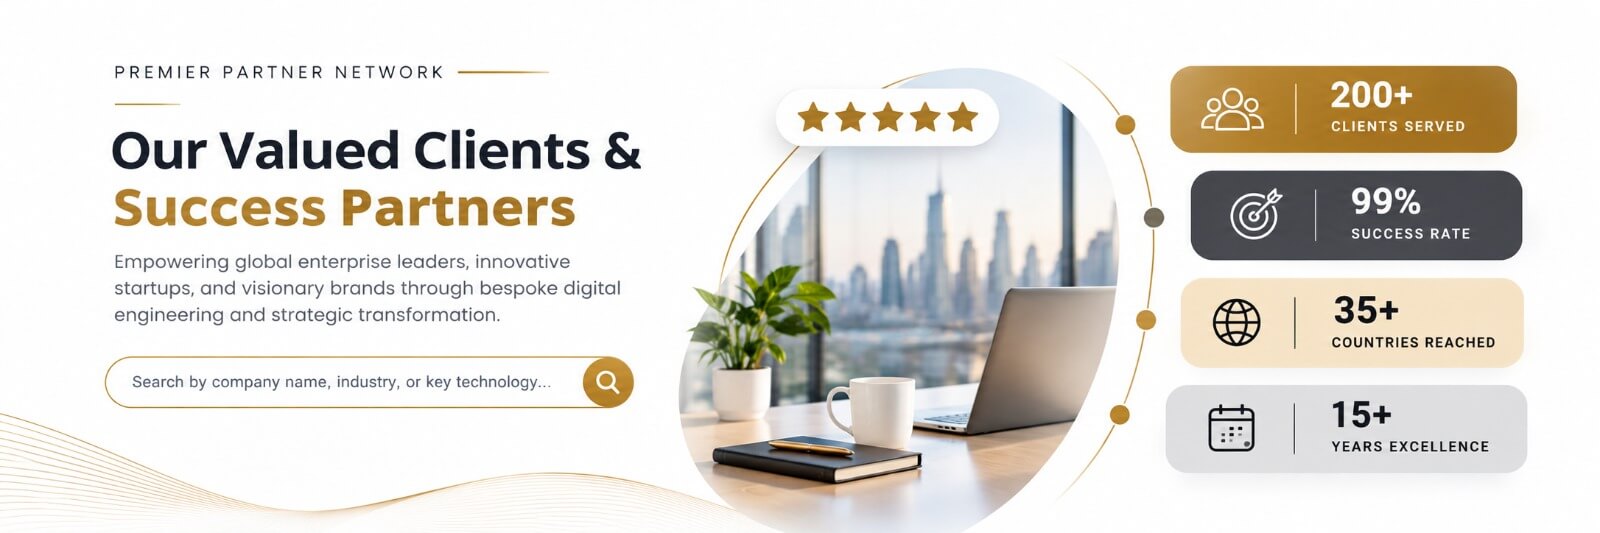 PREMIER PARTNER NETWORK
Our Valued Clients &
Success Partners
Empowering global enterprise leaders, innovative
startups, and visionary brands through bespoke digital
engineering and strategic transformation.
Search by company name, industry, or key technology...
200+
CLIENTS SERVED
99%
SUCCESS RATE
35+
COUNTRIES REACHED
15+
YEARS EXCELLENCE